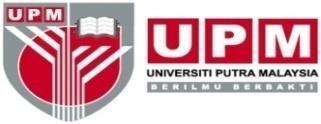 UPM
UPM
UNIVERSITI PUTRA MALAYSIA
BERILMU BERBAKTI